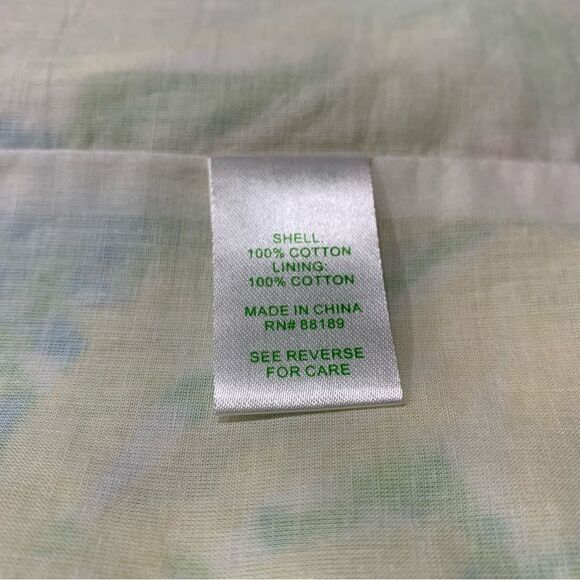 SHELL:
100% COTTON
LINING:
100% COTTON
MADE IN CHINA
RN# 88189
SEE REVERSE
FOR CARE